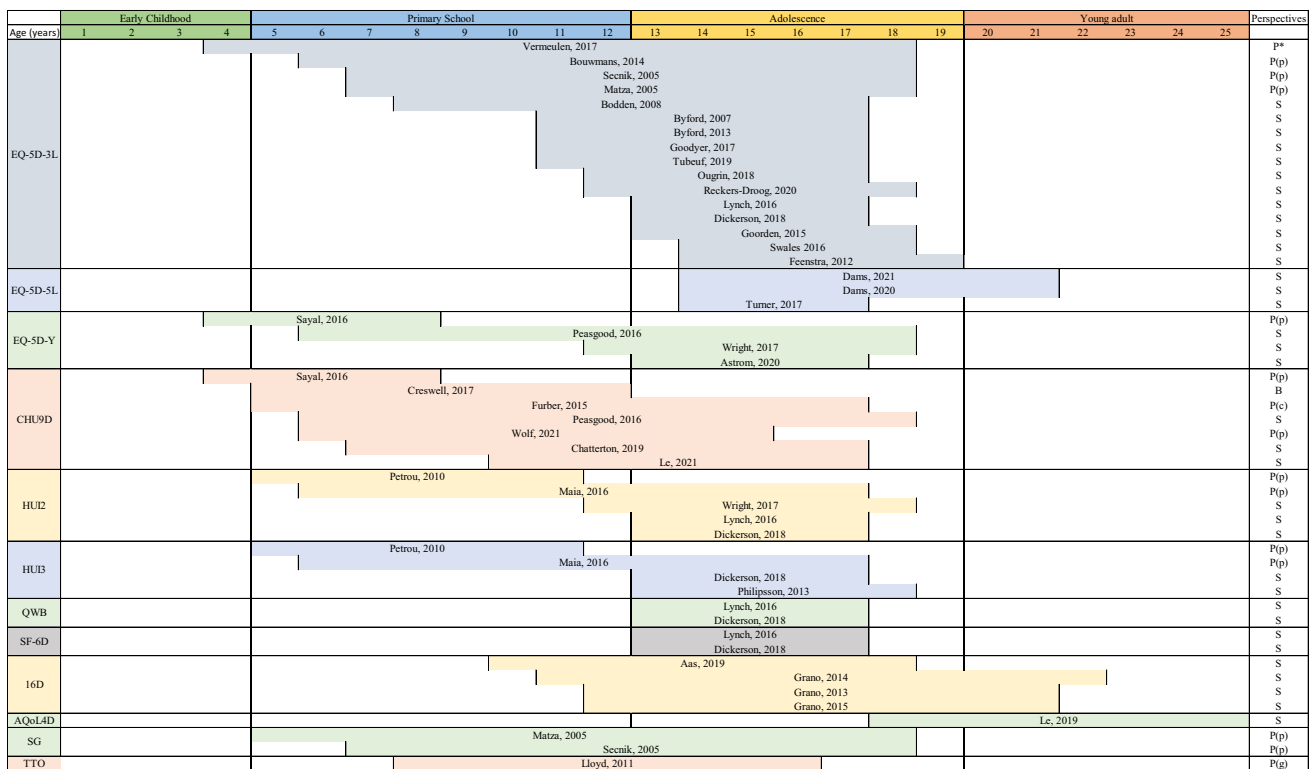 Early Childhood Primary School Adolescence Young adult Perspectives
Age (years) 1 2 3 4 5 6 7 8 9 10 11 12 13 14 15 16 17 18 19 20 21 22 23 24 25
EQ-5D-3L
Vermeulen, 2017 P*
Bouwmans, 2014 P(p)
Secnik, 2005 P(p)
Matza, 2005 P(p)
Bodden, 2008 S
Byford, 2007 S
Byford, 2013 S
Goodyer, 2017 S
Tubeuf, 2019 S
Ougrin, 2018 S
Reckers-Droog, 2020 S
Lynch, 2016 S
Dickerson, 2018 S
Goorden, 2015 S
Swales 2016 S
Feenstra, 2012 S
EQ-5D-5L
Dams, 2021 S
Dams, 2020 S
Turner, 2017 S
EQ-5D-Y
Sayal, 2016 P(p)
Peasgood, 2016 S
Wright, 2017 S
Astrom, 2020 S
CHU9D
Sayal, 2016 P(p)
Creswell, 2017 B
Furber, 2015 P(c)
Peasgood, 2016 S
Wolf, 2021 P(p)
Chatterton, 2019 S
Le, 2021 S
HUI2
Petrou, 2010 P(p)
Maia, 2016 P(p)
Wright, 2017 S
Lynch, 2016 S
Dickerson, 2018 S
HUI3
Petrou, 2010 P(p)
Maia, 2016 P(p)
Dickerson, 2018 S
Philipsson, 2013 S
QWB
Lynch, 2016 S
Dickerson, 2018 S
SF-6D
Lynch, 2016 S
Dickerson, 2018 S
16D
Aas, 2019 S
Grano, 2014 S
Grano, 2013 S
Grano, 2015 S
AQoL4D Le, 2019 S
SG
Matza, 2005 P(p)
Secnik, 2005 P(p)
TTO Lloyd, 2011 P(g)